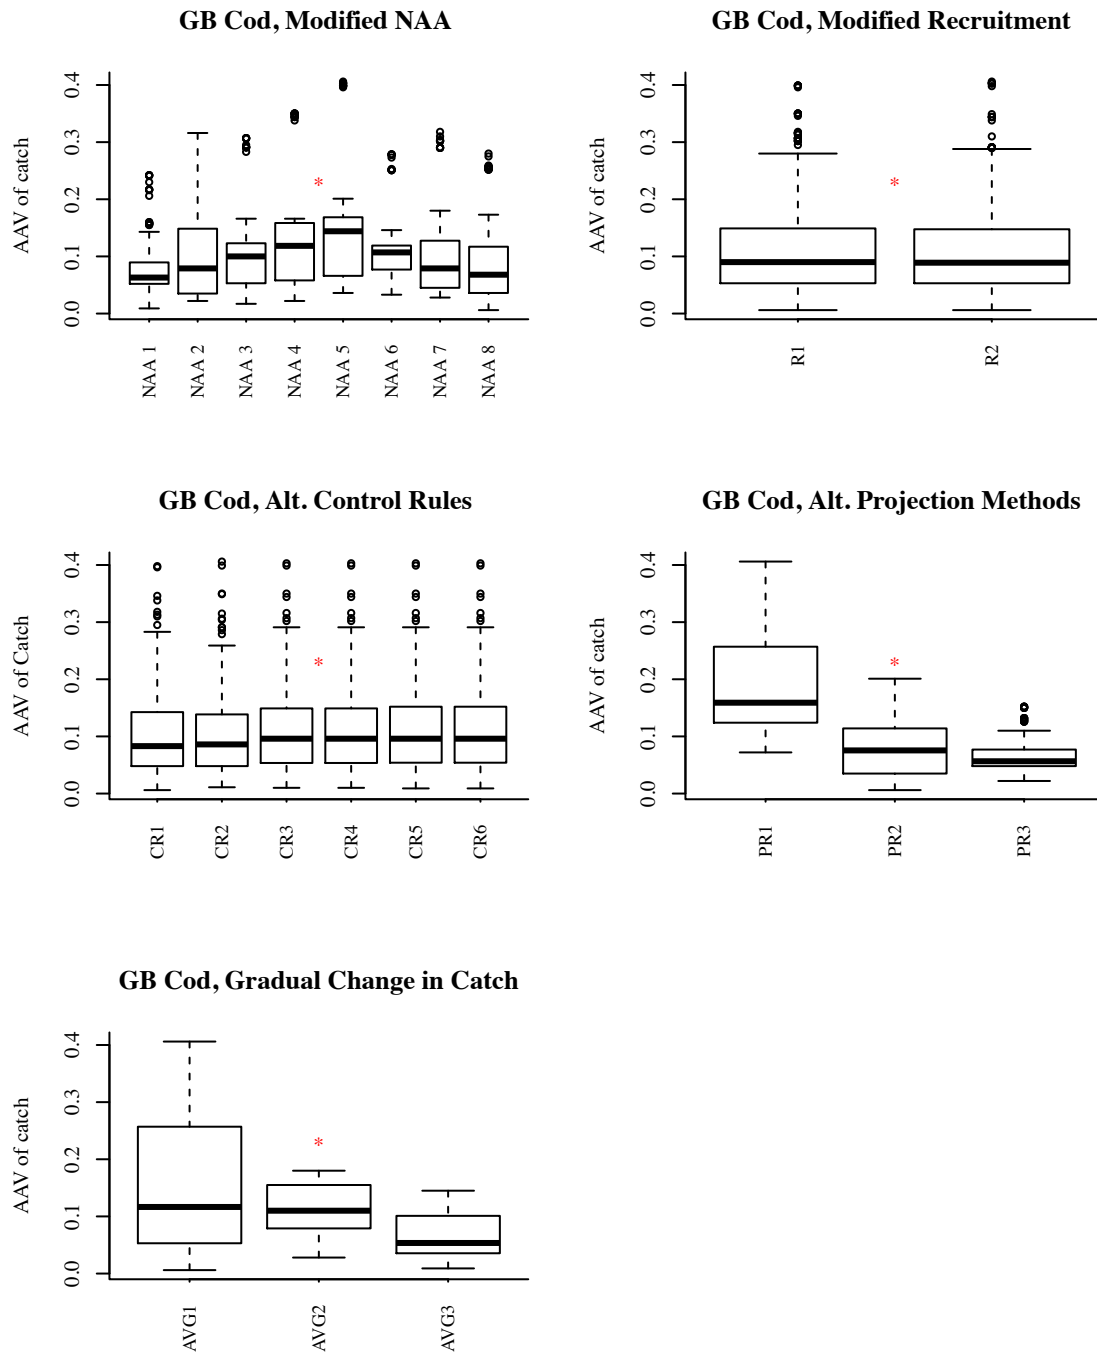 GB Cod, Modified NAA
AAV of catch
0.0 0.1 0.2 0.3 0.4
*
NAA 1 NAA 2 NAA 3 NAA 4 NAA 5 NAA 6 NAA 7 NAA 8
GB Cod, Modified Recruitment
AAV of catch
0.0 0.1 0.2 0.3 0.4
*
R1 R2
GB Cod, Alt. Control Rules
AAV of Catch
0.0 0.1 0.2 0.3 0.4
*
CR1 CR2 CR3 CR4 CR5 CR6
GB Cod, Alt. Projection Methods
AAV of catch
0.0 0.1 0.2 0.3 0.4
*
PR1 PR2 PR3
GB Cod, Gradual Change in Catch
AAV of catch
0.0 0.1 0.2 0.3 0.4
*
AVG1 AVG2 AVG3